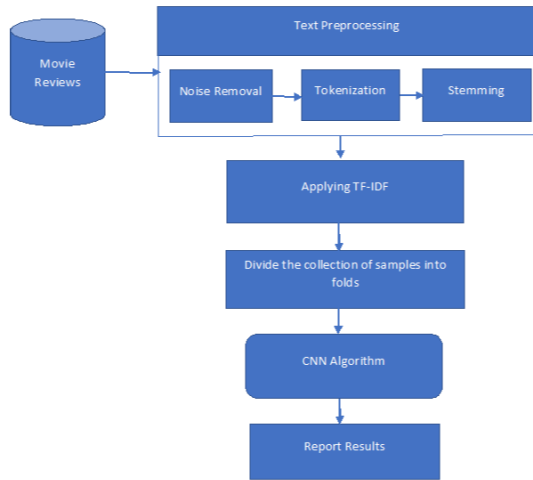 Text Preprocessing
Movie
Reviews
Noise Removal
Tokenization
Stemming
Applying TF-IDF
Divide the collection of samples into
folds
CNN Algorithm
Report Results